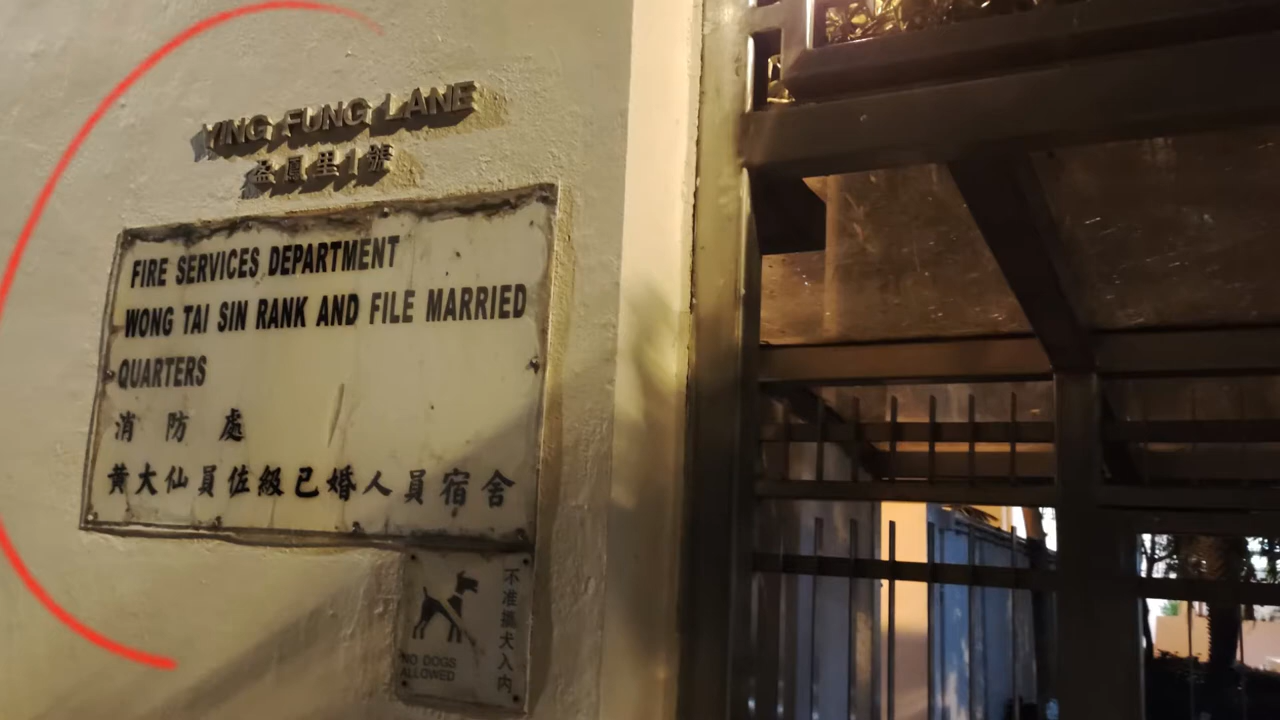 YING FUNG LANE
盈鳳里1號
FIRE SERVICES DEPARTMENT
WONG TAI SIN RANK AND FILE MARRIED
QUARTERS
消防處
黃大仙員佐級已婚人員宿舍
不准攜犬入內
NO DOGS
ALLOWED